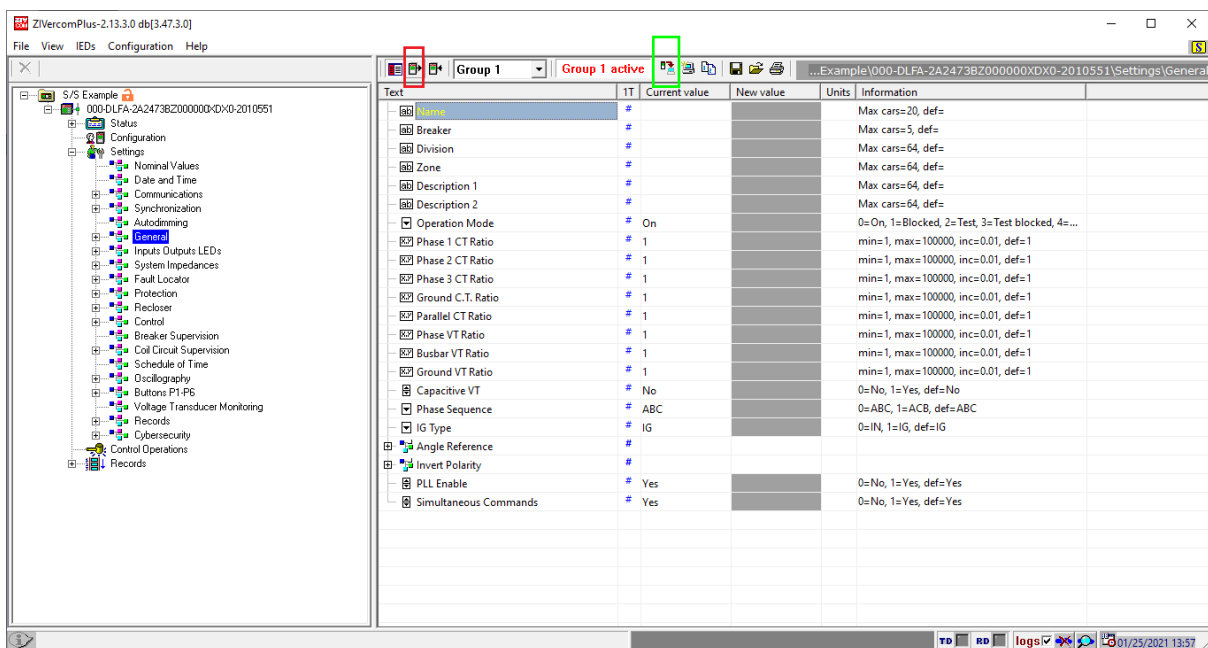 ZIVercomPlus-2.13.3.0 db[3.47.3.0]
File View IEDs Configuration Help
S
Group 1 Group 1 active ...Example\000-DLFA-2A2473BZ000000XDX0-2010551\Settings\General
S/S Example
000-DLFA-2A2473BZ000000XDX0-2010551
Status
Configuration
Settings
Nominal Values
Date and Time
Communications
Synchronization
Autodimming
General
Inputs Outputs LEDs
System Impedances
Fault Locator
Protection
Recloser
Control
Breaker Supervision
Coil Circuit Supervision
Schedule of Time
Oscillography
Buttons P1-P6
Voltage Transducer Monitoring
Records
Cybersecurity
Control Operations
Records
Text 1T Current value New value Units Information
ab Name # Max cars=20, def=
ab Breaker # Max cars=5, def=
ab Division # Max cars=64, def=
ab Zone # Max cars=64, def=
ab Description 1 # Max cars=64, def=
ab Description 2 # Max cars=64, def=
Operation Mode # On 0=On, 1=Blocked, 2=Test, 3=Test blocked, 4=...
X.Y Phase 1 CT Ratio # 1 min=1, max=100000, inc=0.01, def=1
X.Y Phase 2 CT Ratio # 1 min=1, max=100000, inc=0.01, def=1
X.Y Phase 3 CT Ratio # 1 min=1, max=100000, inc=0.01, def=1
X.Y Ground C.T. Ratio # 1 min=1, max=100000, inc=0.01, def=1
X.Y Parallel CT Ratio # 1 min=1, max=100000, inc=0.01, def=1
X.Y Phase VT Ratio # 1 min=1, max=100000, inc=0.01, def=1
X.Y Busbar VT Ratio # 1 min=1, max=100000, inc=0.01, def=1
X.Y Ground VT Ratio # 1 min=1, max=100000, inc=0.01, def=1
Capacitive VT # No 0=No, 1=Yes, def=No
Phase Sequence # ABC 0=ABC, 1=ACB, def=ABC
IG Type # IG 0=IN, 1=IG, def=IG
Angle Reference #
Invert Polarity #
PLL Enable # Yes 0=No, 1=Yes, def=Yes
Simultaneous Commands # Yes 0=No, 1=Yes, def=Yes
TD RD logs 01/25/2021 13:57